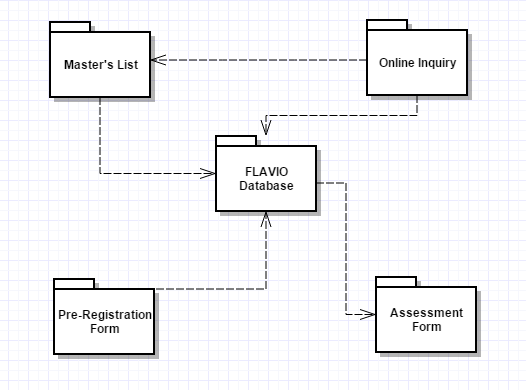 Master's List
Online Inquiry
FLAVIO
Database
Pre-Registration
Form
Assessment
Form